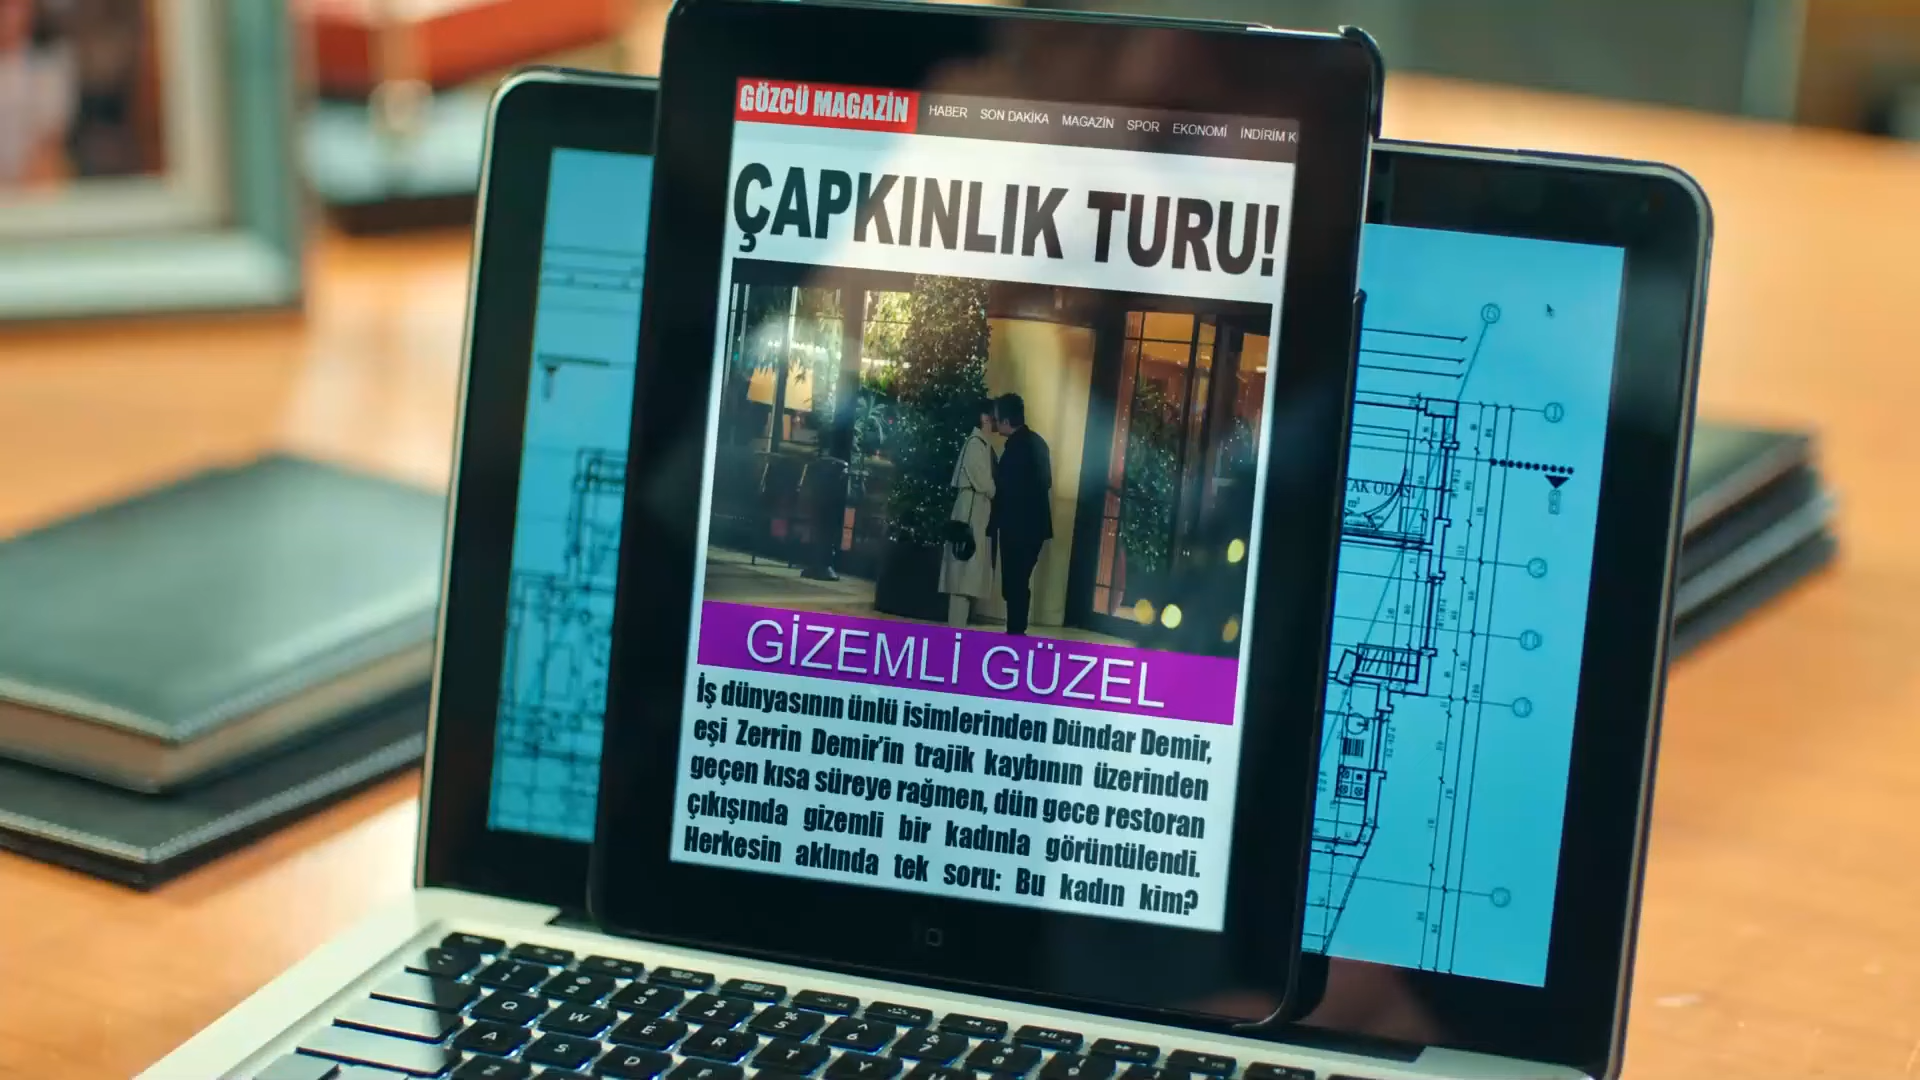 GÖZCÜ MAGAZİN
HABER SON DAKİKA MAGAZİN SPOR EKONOMİ İNDİRİM K
ÇAPKINLIK TURU!
GİZEMLİ GÜZEL
İş dünyasının ünlü isimlerinden Dündar Demir,
eşi Zerrin Demir'in trajik kaybının üzerinden
geçen kısa süreye rağmen, dün gece restoran
çıkışında gizemli bir kadınla görüntülendi.
Herkesin aklında tek soru: Bu kadın kim?
Q W E R T Y
A S D F